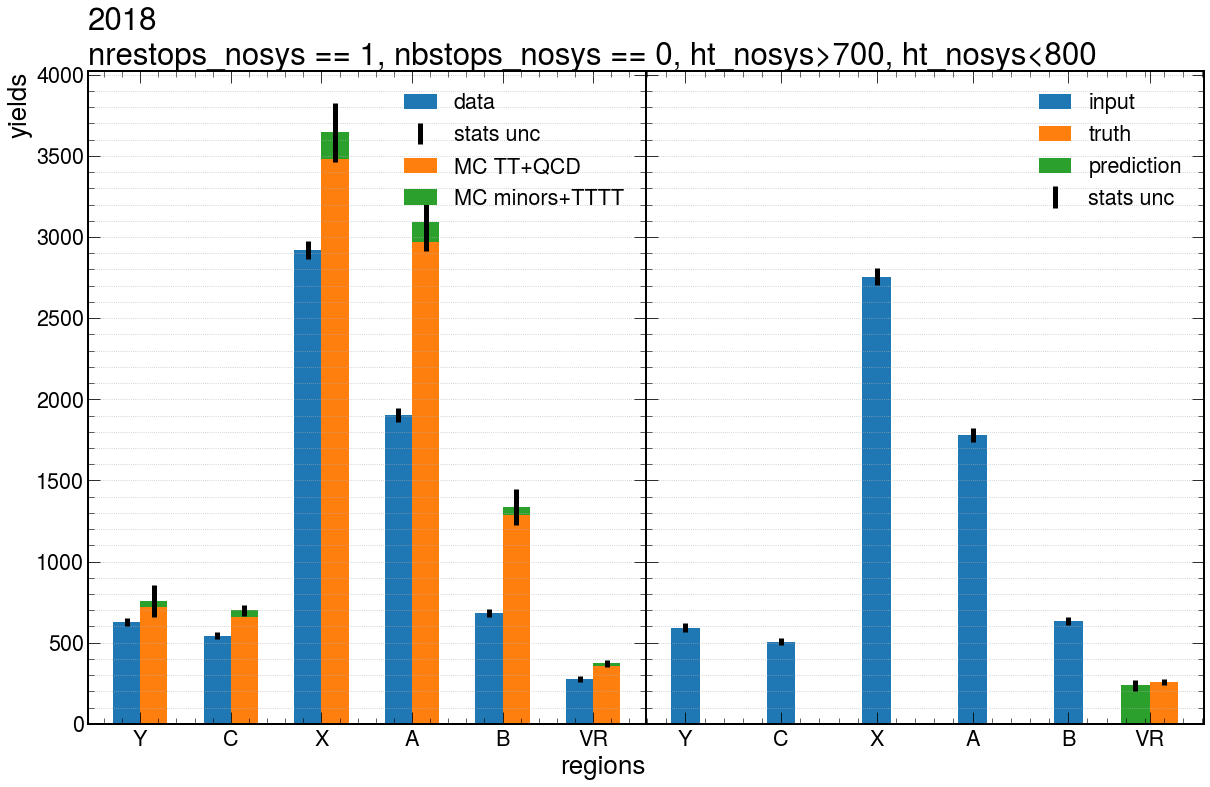 2018
nrestops_nosys == 1, nbstops_nosys == 0, ht_nosys>700, ht_nosys<800
yields
4000
3500
3000
2500
2000
1500
1000
500
0
data
stats unc
MC TT+QCD
MC minors+TTTT
input
truth
prediction
stats unc
Y C X A B VR Y C X A B VR
regions